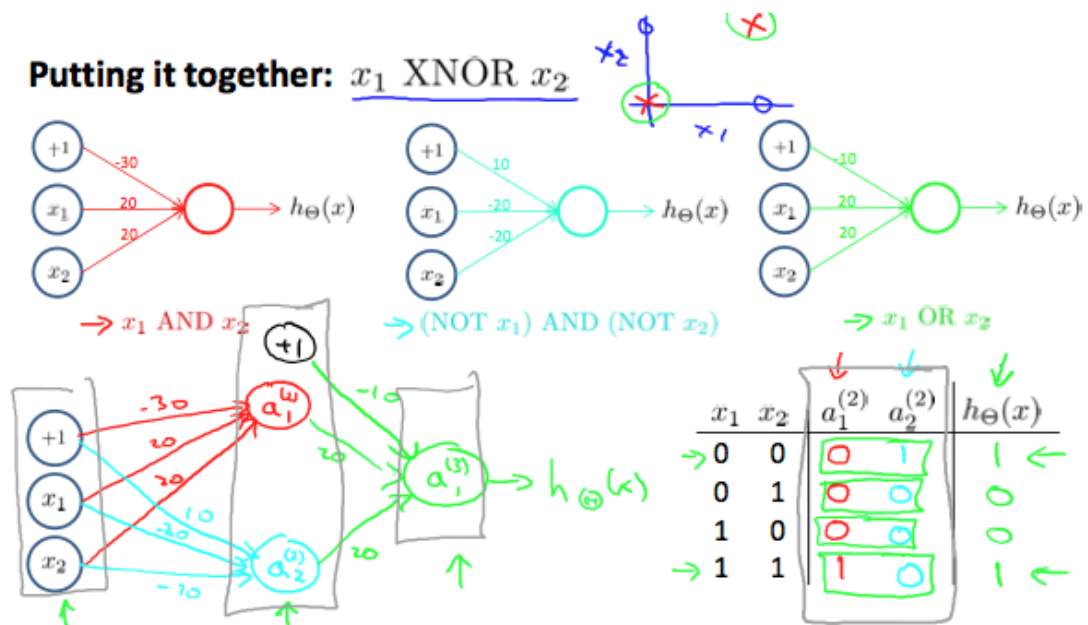 Putting it together: x₁ XNOR x₂
x₂
x₁
+1
-30
x₁
20
20
x₂
hΘ(x)
→ x₁ AND x₂
+1
10
x₁
-20
-20
x₂
hΘ(x)
→ (NOT x₁) AND (NOT x₂)
+1
-10
x₁
20
20
x₂
hΘ(x)
→ x₁ OR x₂
+1
x₁
x₂
-30
20
20
10
-20
+1
a₂⁽²⁾
-10
20
20
a₁⁽³⁾
→ hΘ(x)
x₁ x₂ a₁⁽²⁾ a₂⁽²⁾ hΘ(x)
→ 0 0 0 1 1 ←
0 1 0 0 0
1 0 0 0 0
→ 1 1 1 0 1 ←